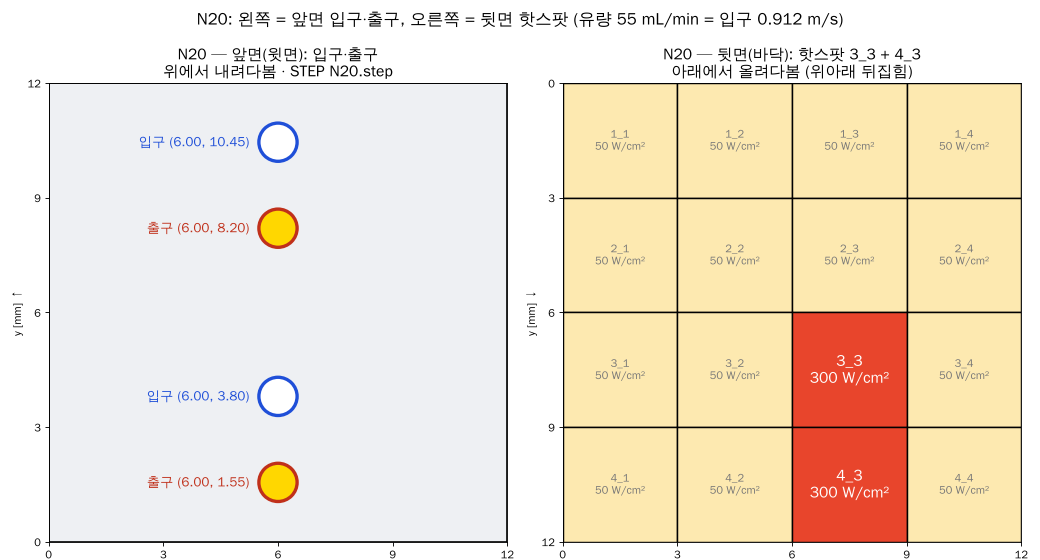 N20: 왼쪽 = 앞면 입구·출구, 오른쪽 = 뒷면 핫스팟 (유량 55 mL/min = 입구 0.912 m/s)
N20 — 앞면(윗면): 입구·출구
위에서 내려다봄 · STEP N20.step
12
9
6
3
0
y [mm] ↑
입구 (6.00, 10.45)
출구 (6.00, 8.20)
입구 (6.00, 3.80)
출구 (6.00, 1.55)
0 3 6 9 12
N20 — 뒷면(바닥): 핫스팟 3_3 + 4_3
아래에서 올려다봄 (위아래 뒤집힘)
0
3
6
9
12
y [mm] ↓
1_1 1_2 1_3 1_4
50 W/cm² 50 W/cm² 50 W/cm² 50 W/cm²
2_1 2_2 2_3 2_4
50 W/cm² 50 W/cm² 50 W/cm² 50 W/cm²
3_1 3_2 3_3 3_4
50 W/cm² 50 W/cm² 300 W/cm² 50 W/cm²
4_1 4_2 4_3 4_4
50 W/cm² 50 W/cm² 300 W/cm² 50 W/cm²
0 3 6 9 12